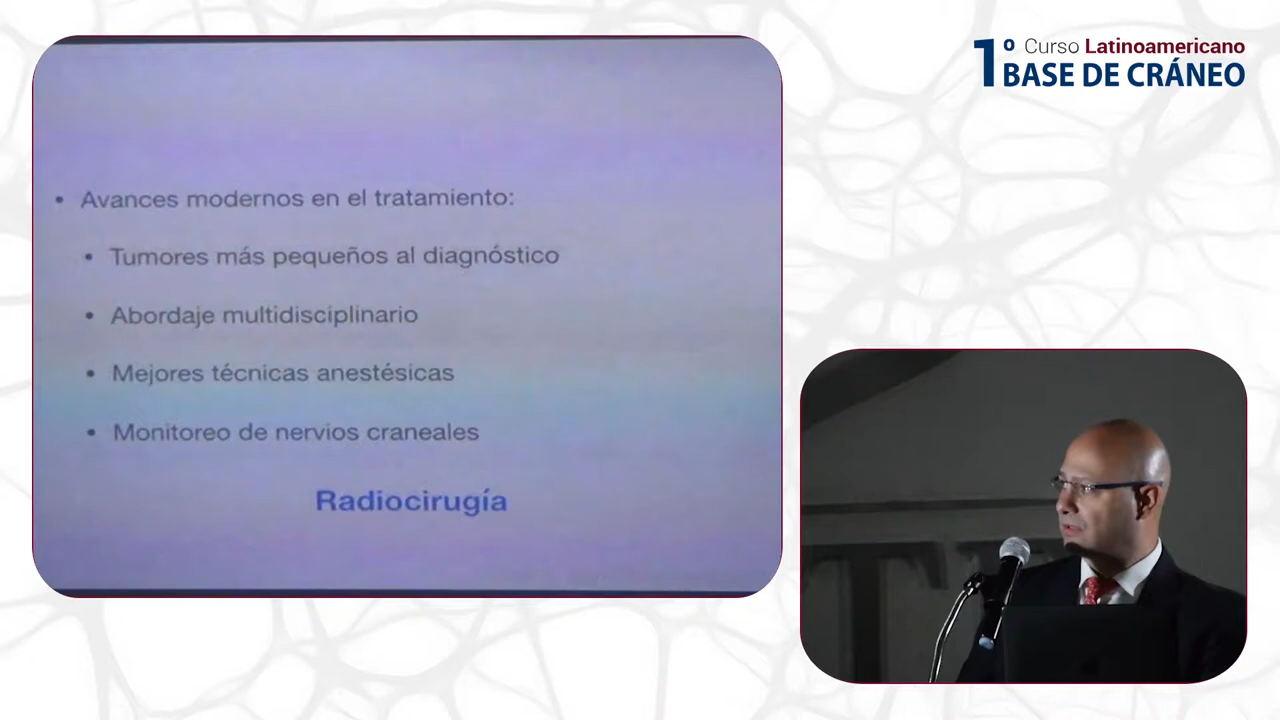 1º Curso Latinoamericano
BASE DE CRÁNEO
• Avances modernos en el tratamiento:
• Tumores más pequeños al diagnóstico
• Abordaje multidisciplinario
• Mejores técnicas anestésicas
• Monitoreo de nervios craneales
Radiocirugía